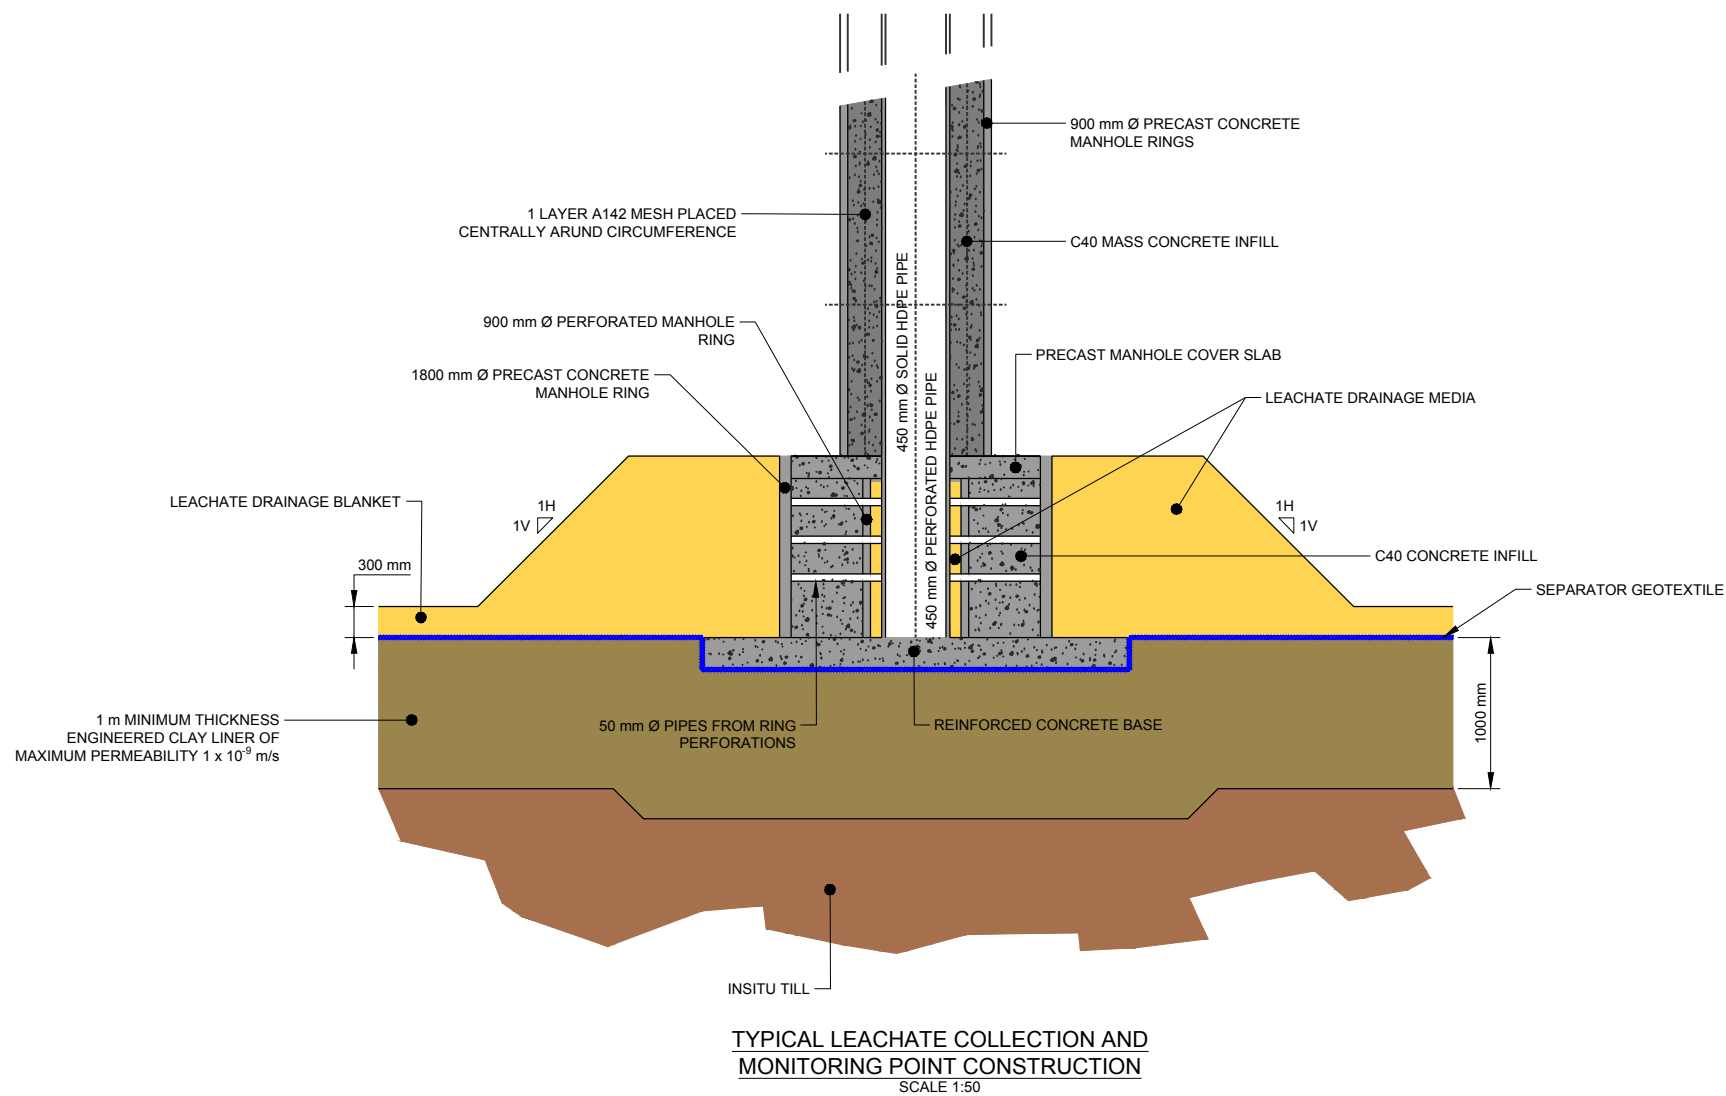 900 mm Ø PRECAST CONCRETE
MANHOLE RINGS
1 LAYER A142 MESH PLACED
CENTRALLY ARUND CIRCUMFERENCE
C40 MASS CONCRETE INFILL
450 mm Ø SOLID HDPE PIPE
900 mm Ø PERFORATED MANHOLE
RING
PRECAST MANHOLE COVER SLAB
1800 mm Ø PRECAST CONCRETE
MANHOLE RING
450 mm Ø PERFORATED HDPE PIPE
LEACHATE DRAINAGE MEDIA
LEACHATE DRAINAGE BLANKET
1H
1V
1H
1V
C40 CONCRETE INFILL
300 mm
SEPARATOR GEOTEXTILE
1 m MINIMUM THICKNESS
ENGINEERED CLAY LINER OF
MAXIMUM PERMEABILITY 1 x 10⁻⁹ m/s
50 mm Ø PIPES FROM RING
PERFORATIONS
REINFORCED CONCRETE BASE
1000 mm
INSITU TILL
TYPICAL LEACHATE COLLECTION AND
MONITORING POINT CONSTRUCTION
SCALE 1:50